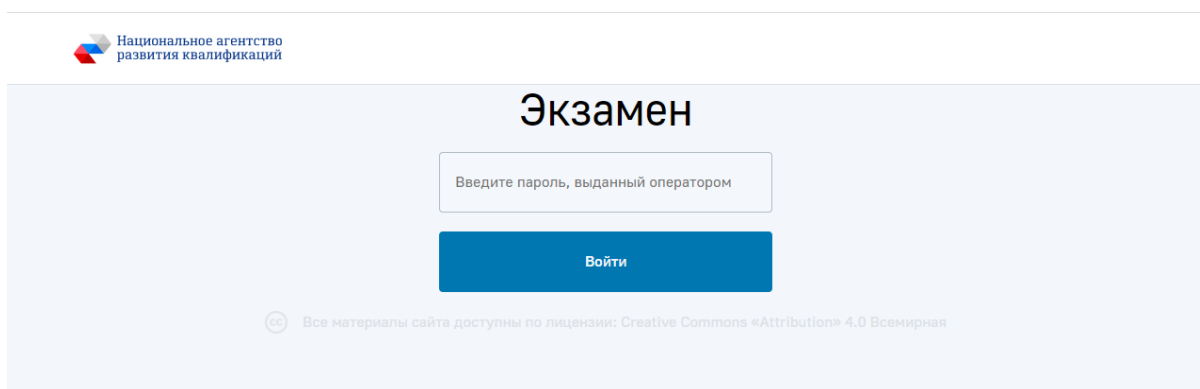 Национальное агентство
развития квалификаций
Экзамен
Введите пароль, выданный оператором
Войти
cc Все материалы сайта доступны по лицензии: Creative Commons «Attribution» 4.0 Всемирная